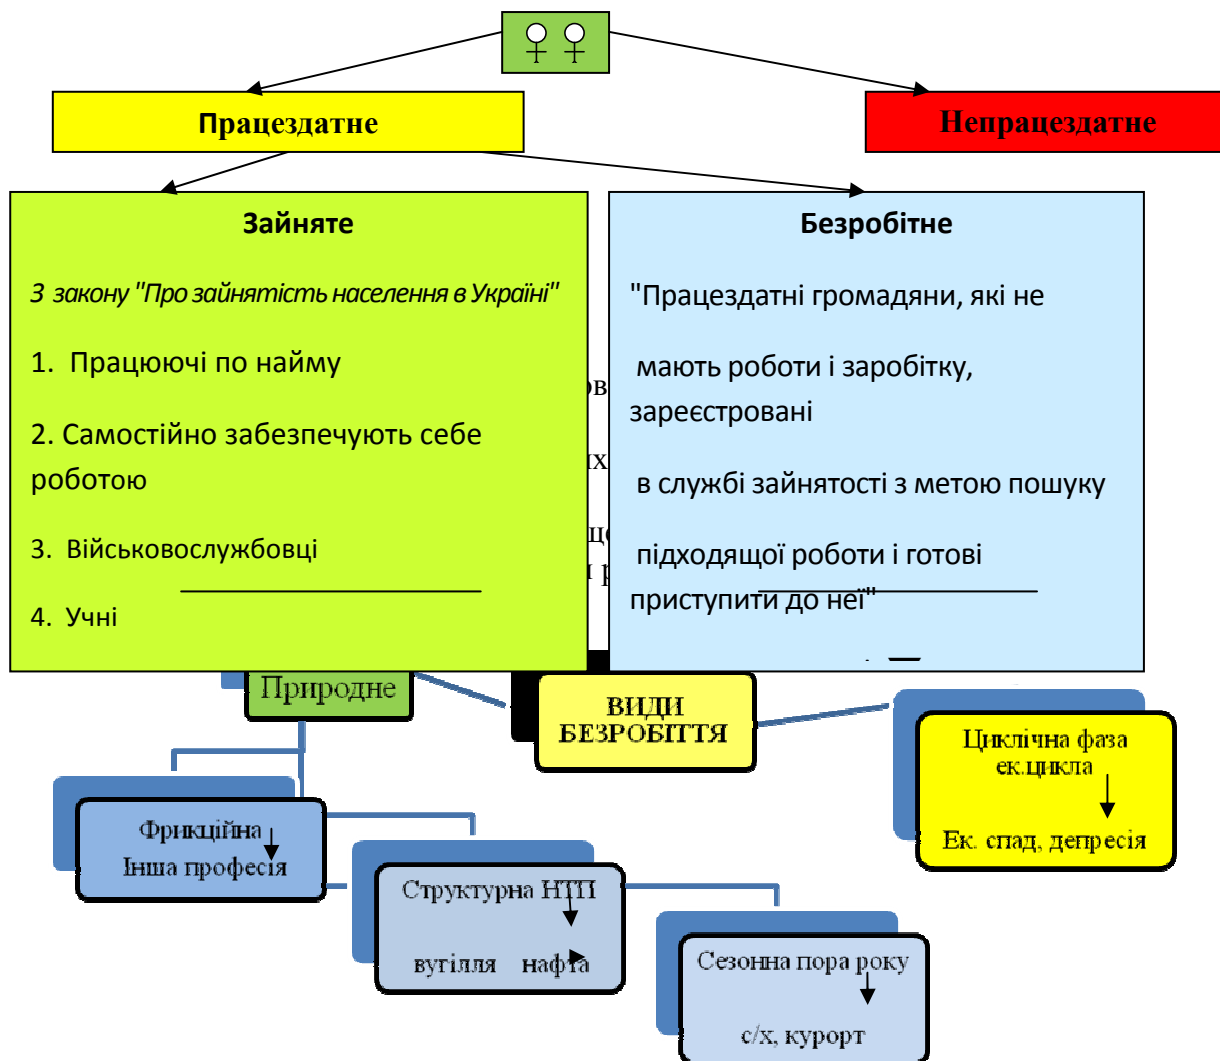 Працездатне
Непрацездатне
Зайняте
З закону "Про зайнятість населення в Україні"
1. Працюючі по найму
2. Самостійно забезпечують себе
роботою
3. Військовослужбовці
4. Учні
Безробітне
"Працездатні громадяни, які не
мають роботи і заробітку,
зареєстровані
в службі зайнятості з метою пошуку
підходящої роботи і готові
приступити до неї"
Природне
ВИДИ
БЕЗРОБІТТЯ
Циклічна фаза
ек.цикла
Ек. спад, депресія
Фрикційна
Інша професія
Структурна НТП
вугілля нафта
Сезонна пора року
с/х, курорт